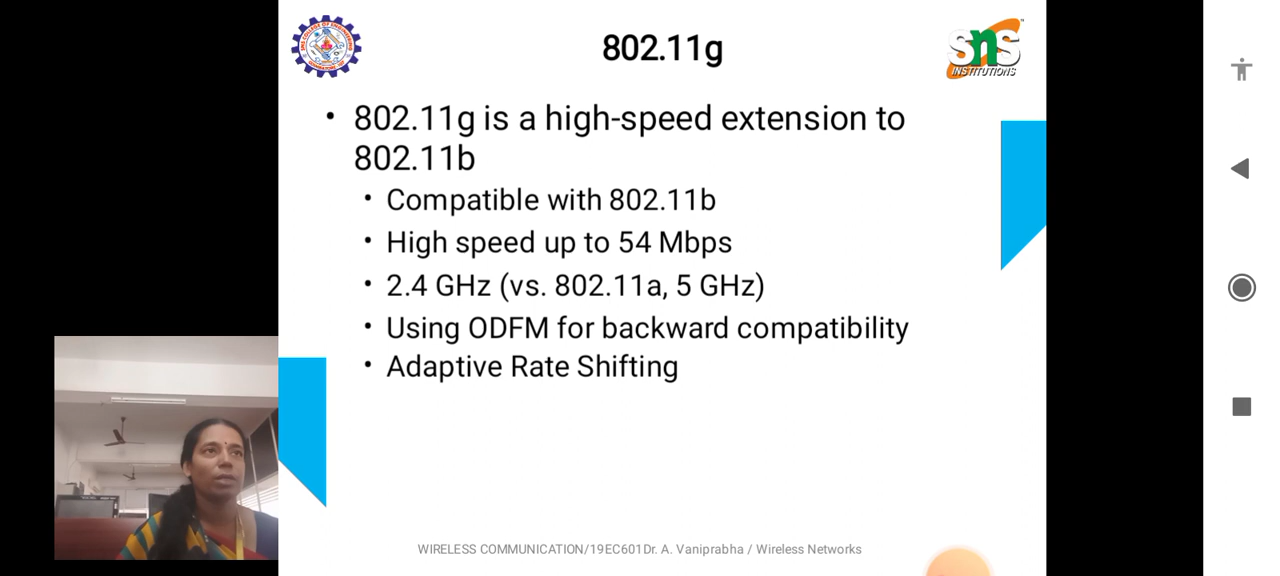 802.11g
SNS
INSTITUTIONS
• 802.11g is a high-speed extension to
802.11b
• Compatible with 802.11b
• High speed up to 54 Mbps
• 2.4 GHz (vs. 802.11a, 5 GHz)
• Using ODFM for backward compatibility
• Adaptive Rate Shifting
WIRELESS COMMUNICATION/19EC601Dr. A. Vaniprabha / Wireless Networks